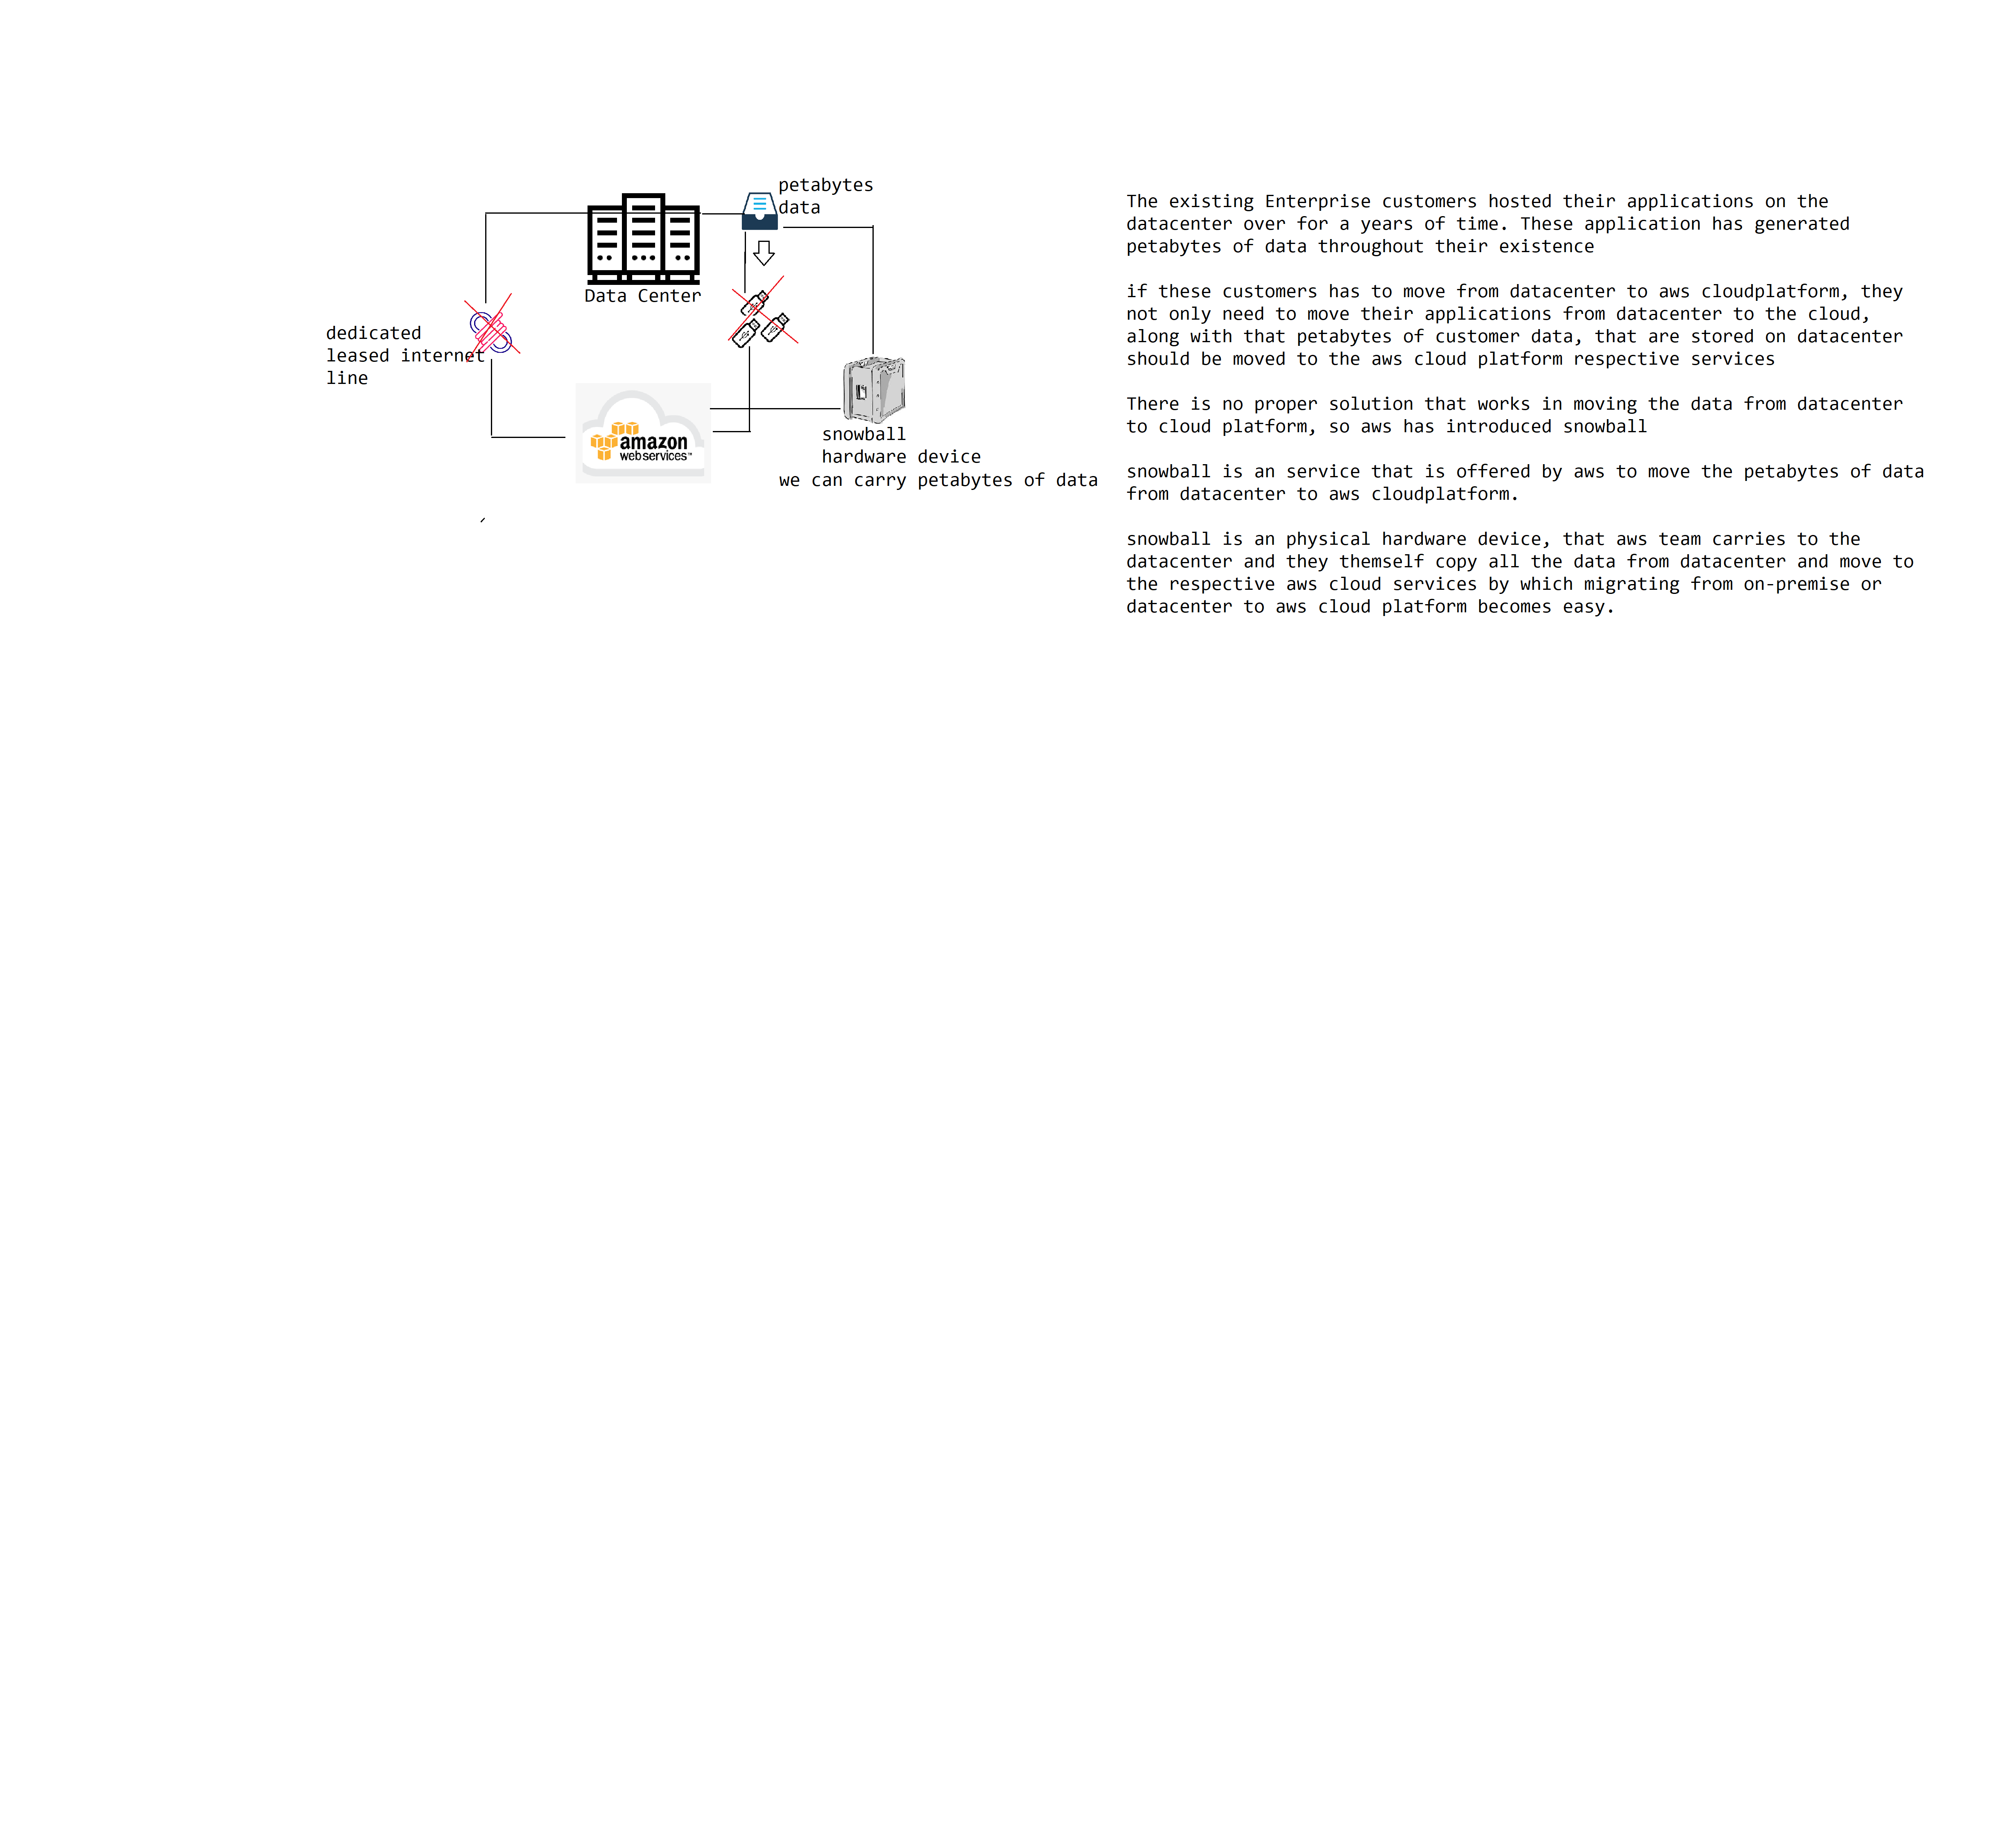 petabytes
data
Data Center
dedicated
leased internet
line
amazon
webservices™
snowball
hardware device
we can carry petabytes of data
The existing Enterprise customers hosted their applications on the
datacenter over for a years of time. These application has generated
petabytes of data throughout their existence
if these customers has to move from datacenter to aws cloudplatform, they
not only need to move their applications from datacenter to the cloud,
along with that petabytes of customer data, that are stored on datacenter
should be moved to the aws cloud platform respective services
There is no proper solution that works in moving the data from datacenter
to cloud platform, so aws has introduced snowball
snowball is an service that is offered by aws to move the petabytes of data
from datacenter to aws cloudplatform.
snowball is an physical hardware device, that aws team carries to the
datacenter and they themself copy all the data from datacenter and move to
the respective aws cloud services by which migrating from on-premise or
datacenter to aws cloud platform becomes easy.